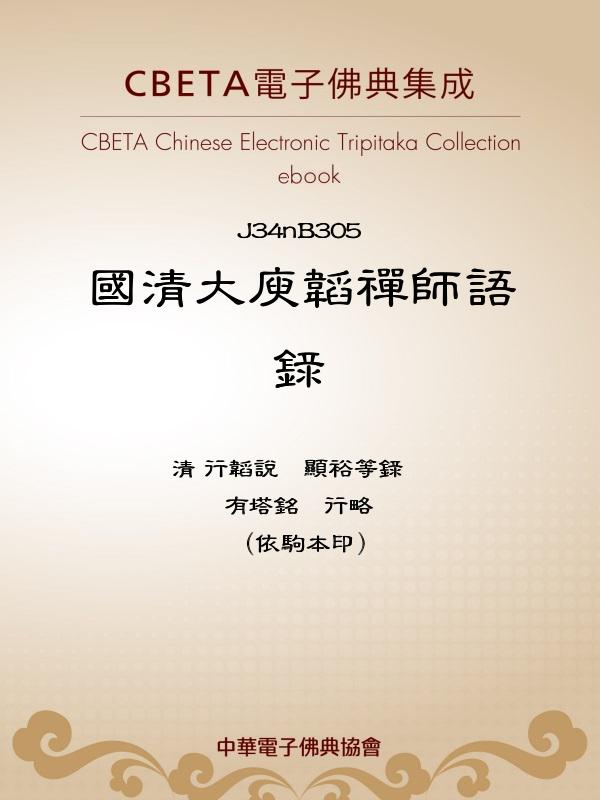 CBETA電子佛典集成
CBETA Chinese Electronic Tripitaka Collection
ebook
J34nB305
國清大庾韜禪師語
錄
清 行韜說　顯裕等錄
有塔銘　行略
（依駒本印）
中華電子佛典協會